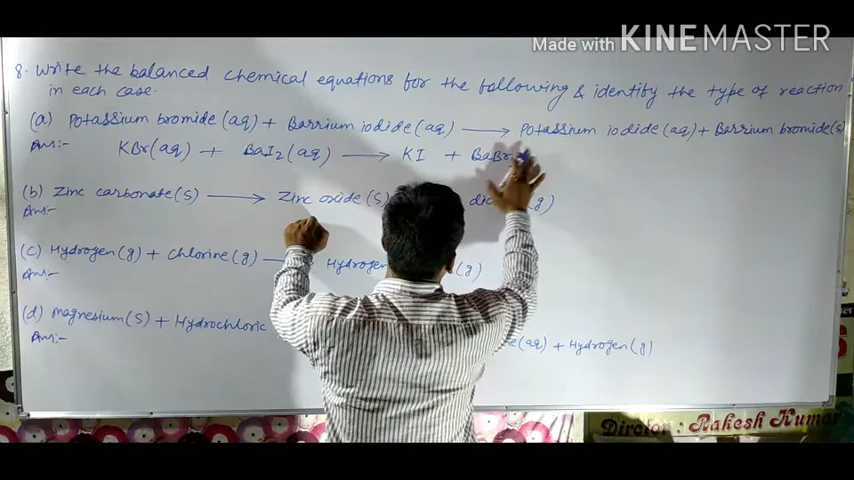 Made with KINEMASTER
8. Write the balanced chemical equations for the following & identify the type of reaction
in each case.
(a) Potassium bromide (aq) + Barrium iodide (aq) → Potassium iodide (aq) + Barrium bromide (s)
Ans:- KBr(aq) + BaI2(aq) → KI + BaBr
(b) Zinc carbonate (s) → Zinc oxide (s) (g)
Ans:-
(c) Hydrogen (g) + chlorine (g) → Hydrogen (g)
Ans:-
(d) Magnesium (s) + Hydrochloric (aq) + Hydrogen (g)
Ans:-
Dirctor : Rakesh Kumar